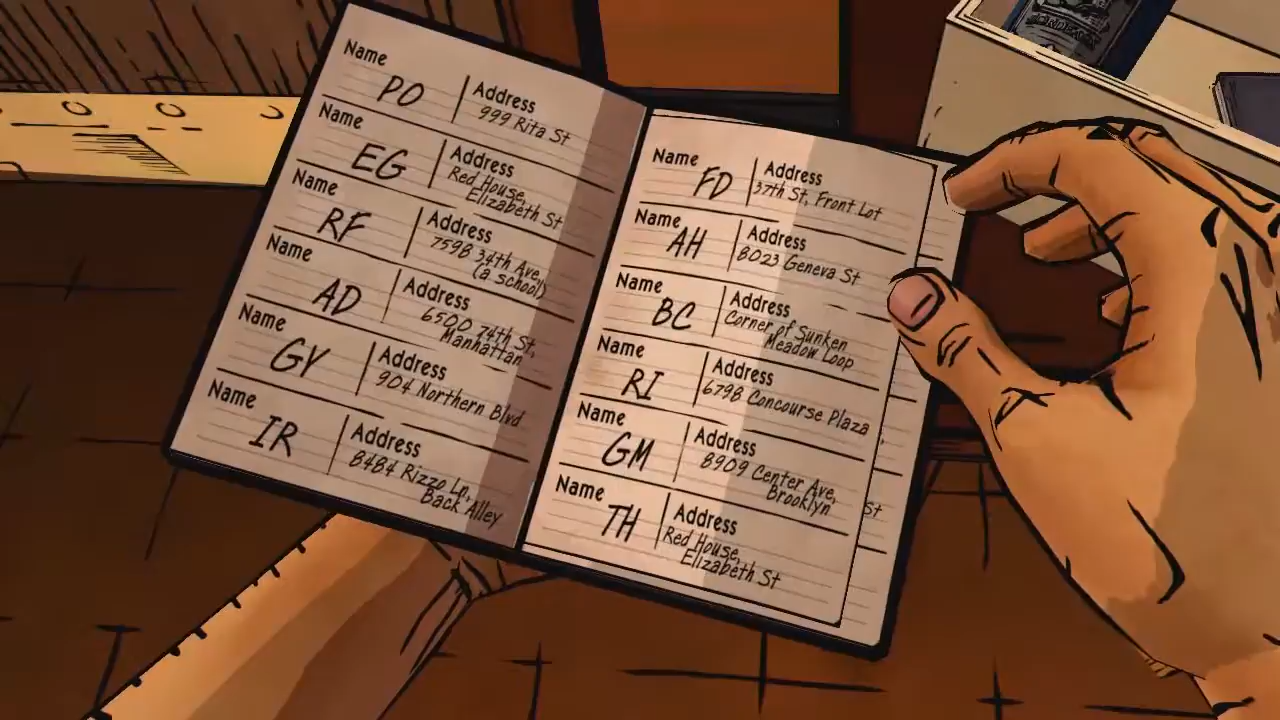 Name
PO
Address
999 Rita St
Name
EG
Address
Red House,
Elizabeth St
Name
RF
Address
7598 34th Ave,
(a school)
Name
AD
Address
6500 74th St,
Manhattan
Name
GY
Address
904 Northern Blvd
Name
IR
Address
8484 Rizzo Ln,
Back Alley
Name
FD
Address
37th St, Front Lot
Name
AH
Address
8023 Geneva St
Name
BC
Address
Corner of Sunken
Meadow Loop
Name
RI
Address
6798 Concourse Plaza
Name
GM
Address
8909 Center Ave,
Brooklyn
Name
TH
Address
Red House,
Elizabeth St
St